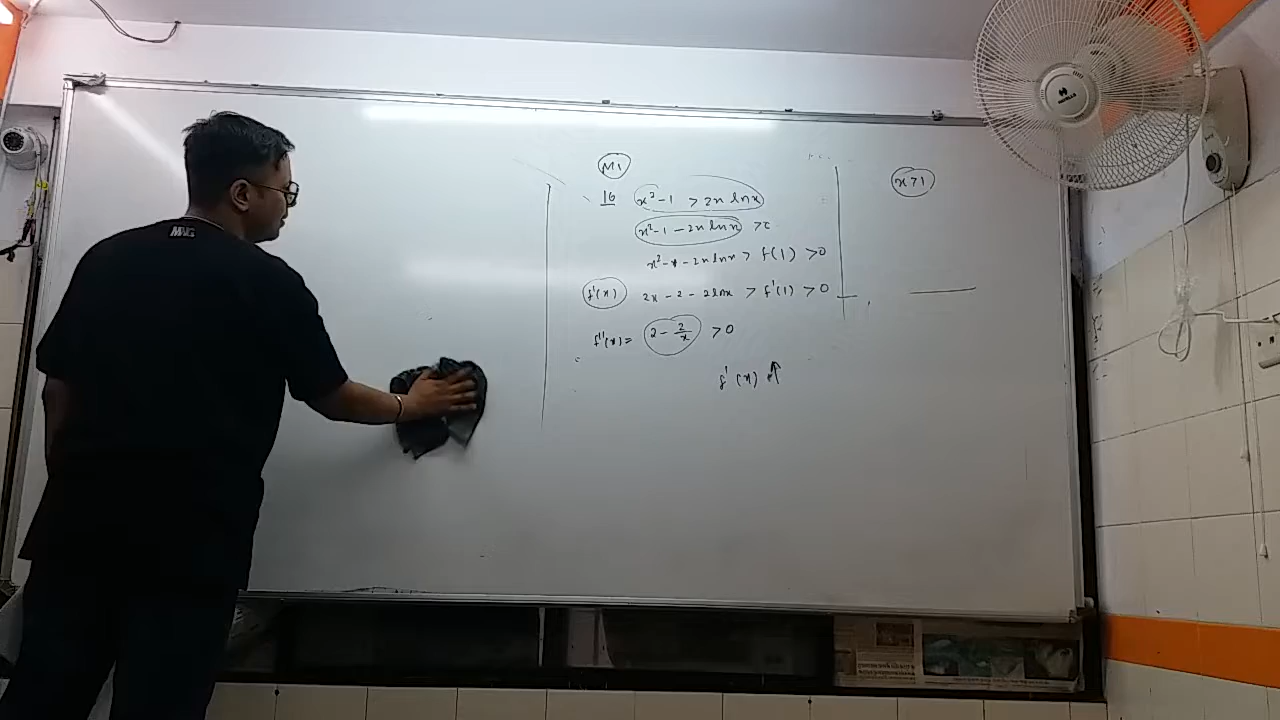 M1
16 x²-1 > 2x lnx
x²-1-2x lnx >0
x²-1-2x lnx > f(1) >0
f'(x) 2x-2-2lnx > f'(1) >0
f''(x) = 2-2/x >0
f'(x) ↑
x>1